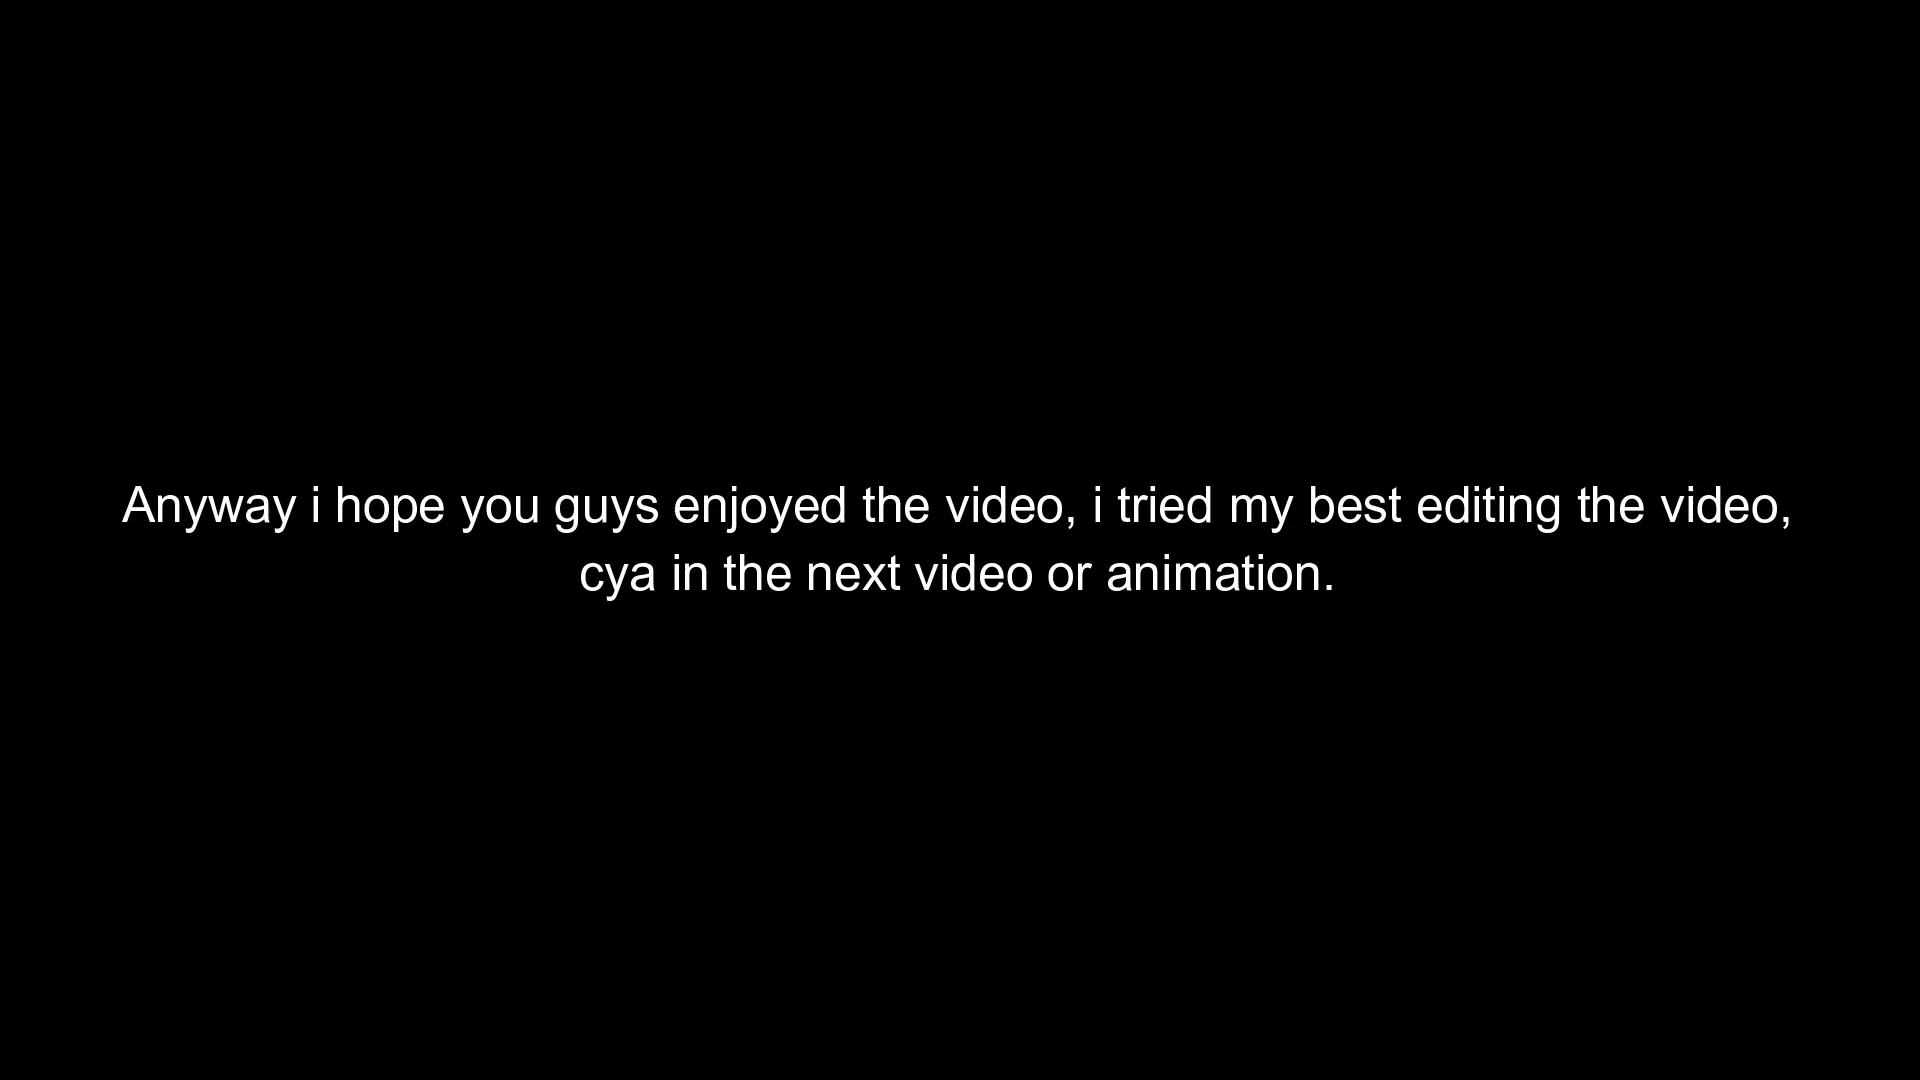 Anyway i hope you guys enjoyed the video, i tried my best editing the video,
cya in the next video or animation.